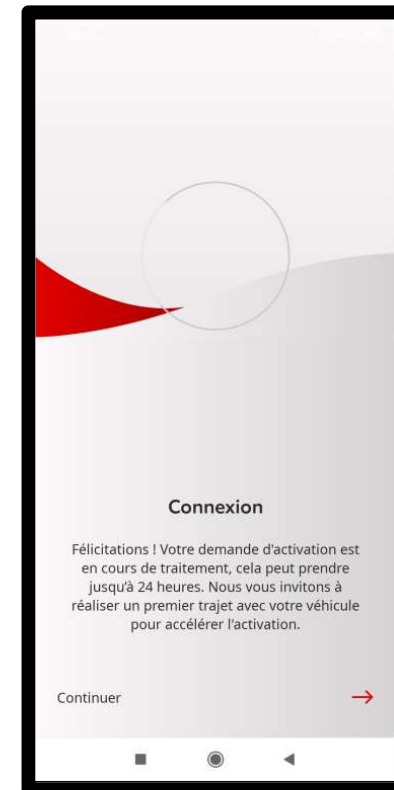 Connexion
Félicitations ! Votre demande d'activation est
en cours de traitement, cela peut prendre
jusqu'à 24 heures. Nous vous invitons à
réaliser un premier trajet avec votre véhicule
pour accélérer l'activation.
Continuer